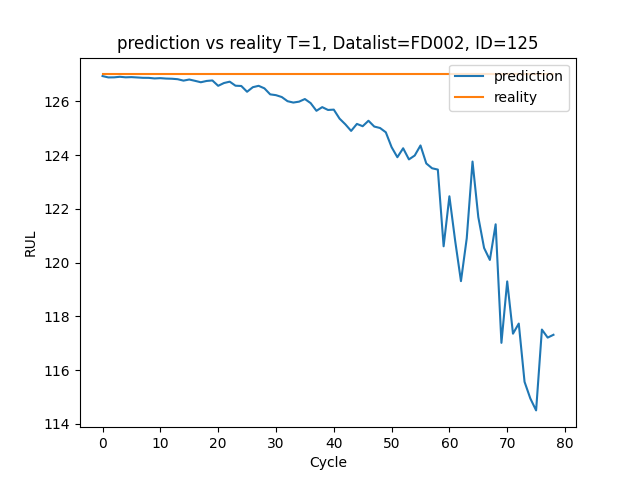 prediction vs reality T=1, Datalist=FD002, ID=125
prediction
reality
RUL
126
124
122
120
118
116
114
0 10 20 30 40 50 60 70 80
Cycle